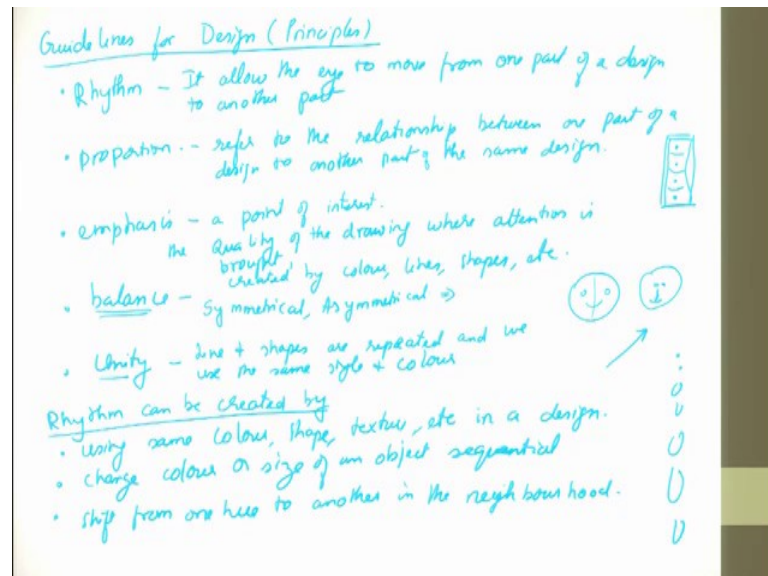 Guidelines for Design (Principles)
• Rhythm – It allow the eye to move from one part of a design
to another part
• proportion. – refer to the relationship between one part of a
design to another part of the same design.
• emphasis – a point of interest.
the Quality of the drawing where attention is
brought
created by colour, lines, shapes, etc.
• balance – Symmetrical, Asymmetrical ⇒
• Unity – line + shapes are repeated and we
use the same style + colour
Rhythm can be created by
• using same colour, shape, texture, etc in a design.
• change colour or size of an object sequential
• shift from one hue to another in the neighbourhood.